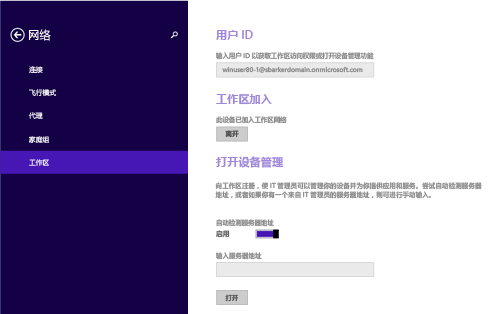 网络
连接
飞行模式
代理
家庭组
工作区
用户 ID
输入用户 ID 以获取工作区访问权限或打开设备管理功能
winuser80-1@sbarkerdomain.onmicrosoft.com
工作区加入
此设备已加入工作区网络
离开
打开设备管理
向工作区注册，使 IT 管理员可以管理你的设备并为你提供应用和服务。尝试自动检测服务器
地址，或者如果你有一个来自 IT 管理员的服务器地址，则可进行手动输入。
自动检测服务器地址
启用
输入服务器地址
打开